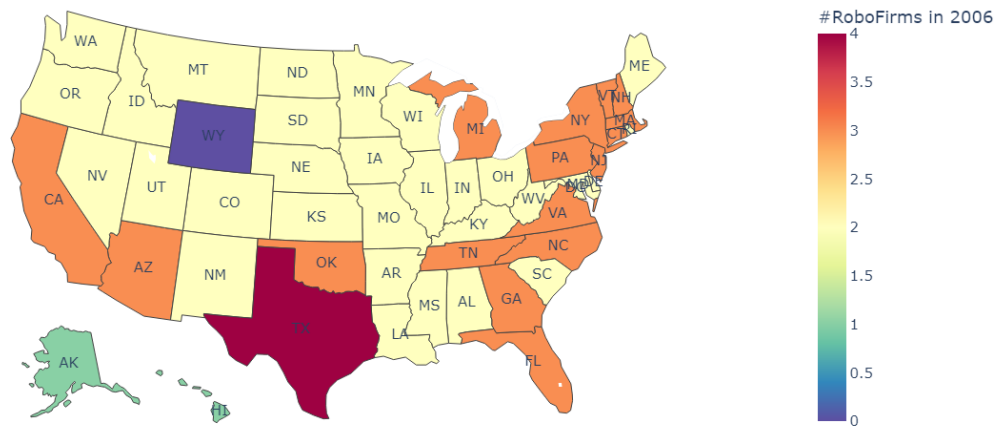 #RoboFirms in 2006
WA
MT
ND
MN
ME
OR
ID
SD
WI
VT
NH
WY
NY
MA
MI
CT
RI
IA
PA
NE
NJ
NV
UT
OH
IL
IN
MD
DE
DC
CO
WV
CA
KS
MO
VA
KY
NC
TN
AZ
NM
OK
AR
SC
GA
MS
AL
TX
LA
FL
AK
HI
4
3.5
3
2.5
2
1.5
1
0.5
0